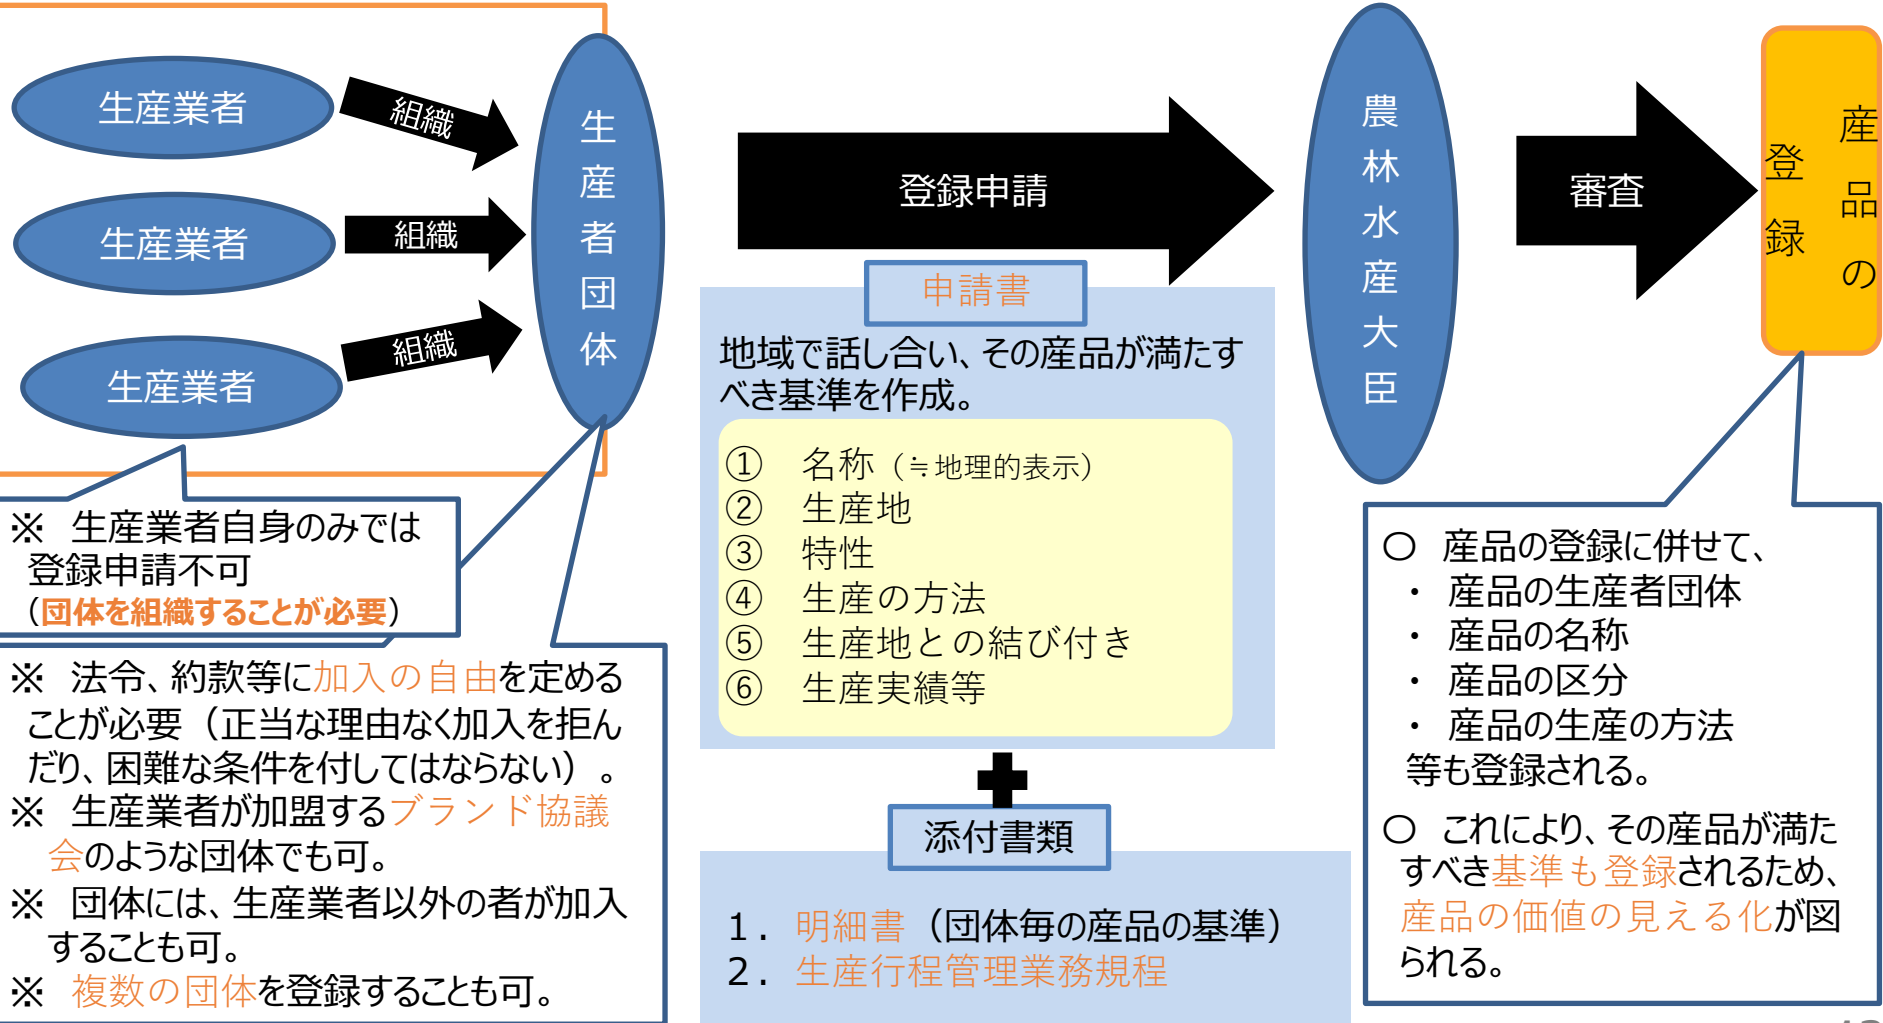 生産業者
組織
生産業者
組織
生産業者
組織
生産者団体
登録申請
農林水産大臣
審査
産品の
登録
申請書
地域で話し合い、その産品が満たす
べき基準を作成。
① 名称（≒地理的表示）
② 生産地
③ 特性
④ 生産の方法
⑤ 生産地との結び付き
⑥ 生産実績等
添付書類
１．明細書（団体毎の産品の基準）
２．生産行程管理業務規程
※ 生産業者自身のみでは
登録申請不可
（団体を組織することが必要）
※ 法令、約款等に加入の自由を定める
ことが必要（正当な理由なく加入を拒ん
だり、困難な条件を付してはならない）。
※ 生産業者が加盟するブランド協議
会のような団体でも可。
※ 団体には、生産業者以外の者が加入
することも可。
※ 複数の団体を登録することも可。
〇 産品の登録に併せて、
・ 産品の生産者団体
・ 産品の名称
・ 産品の区分
・ 産品の生産の方法
等も登録される。
〇 これにより、その産品が満た
すべき基準も登録されるため、
産品の価値の見える化が図
られる。